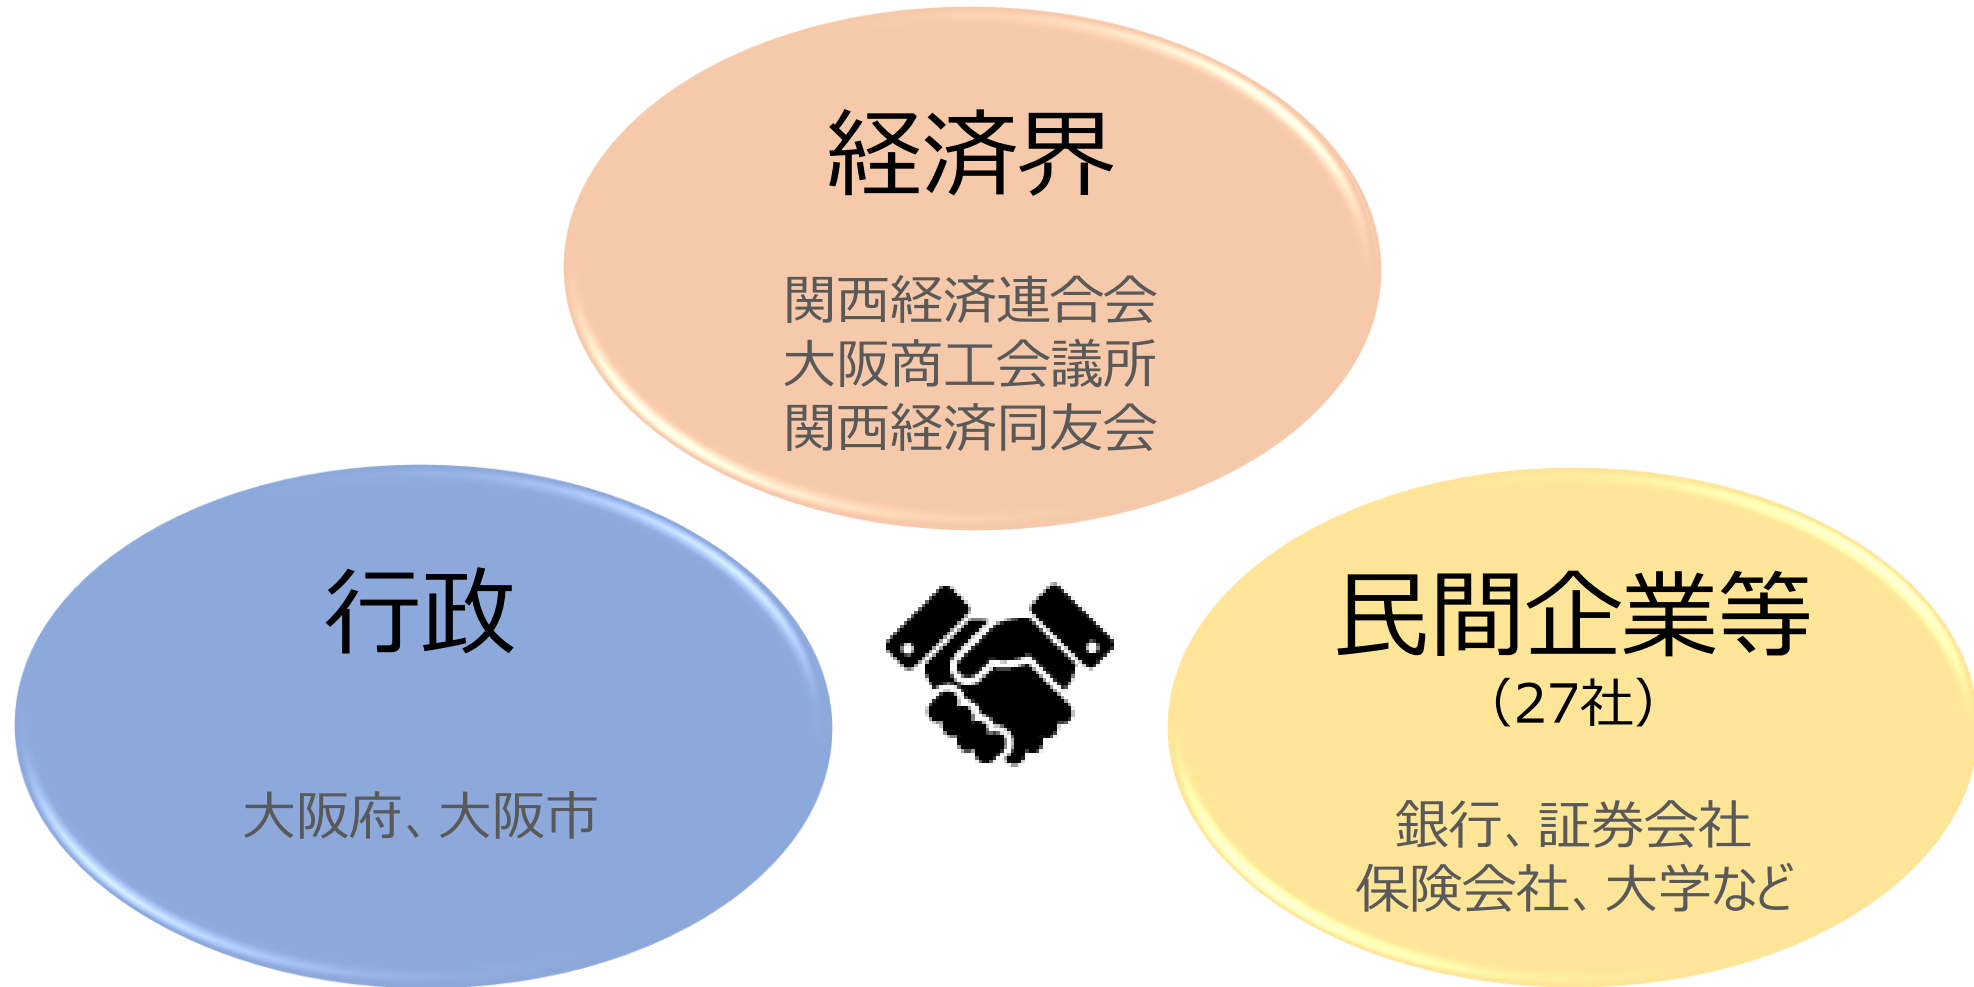 経済界
関西経済連合会
大阪商工会議所
関西経済同友会
行政
大阪府、大阪市
民間企業等
（27社）
銀行、証券会社
保険会社、大学など